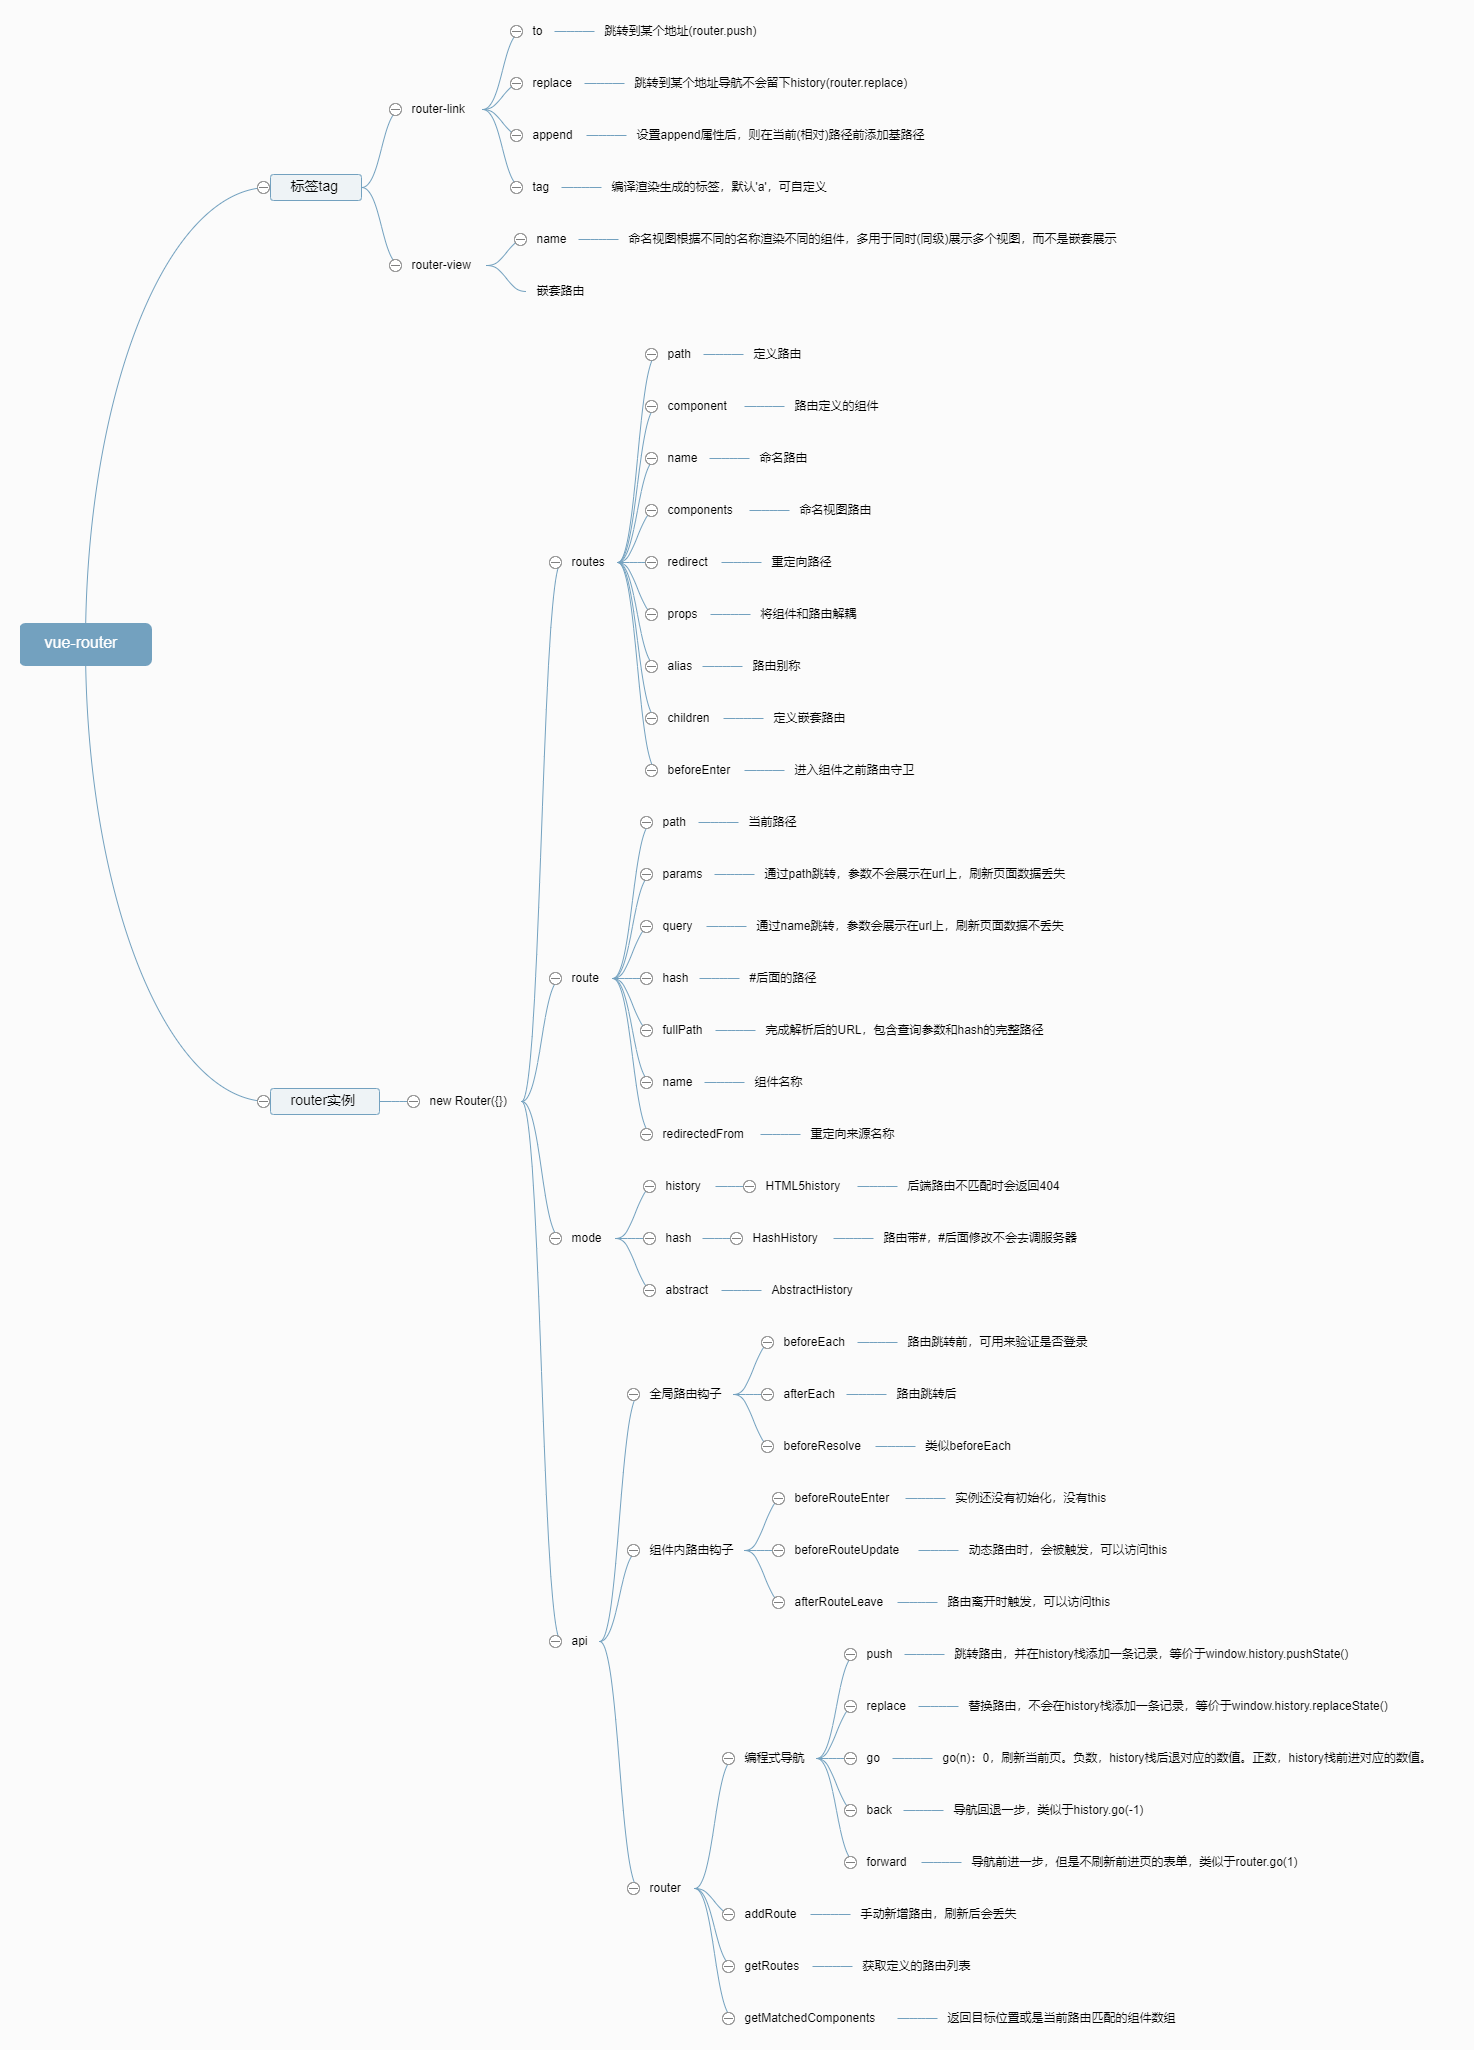 vue-router
标签tag
router-link
to
跳转到某个地址(router.push)
replace
跳转到某个地址导航不会留下history(router.replace)
append
设置append属性后，则在当前(相对)路径前添加基路径
tag
编译渲染生成的标签，默认'a'，可自定义
router-view
name
命名视图根据不同的名称渲染不同的组件，多用于同时(同级)展示多个视图，而不是嵌套展示
嵌套路由
router实例
new Router({})
routes
path
定义路由
component
路由定义的组件
name
命名路由
components
命名视图路由
redirect
重定向路径
props
将组件和路由解耦
alias
路由别称
children
定义嵌套路由
beforeEnter
进入组件之前路由守卫
route
path
当前路径
params
通过path跳转，参数不会展示在url上，刷新页面数据丢失
query
通过name跳转，参数会展示在url上，刷新页面数据不丢失
hash
#后面的路径
fullPath
完成解析后的URL，包含查询参数和hash的完整路径
name
组件名称
redirectedFrom
重定向来源名称
mode
history
HTML5history
后端路由不匹配时会返回404
hash
HashHistory
路由带#，#后面修改不会去调服务器
abstract
AbstractHistory
api
全局路由钩子
beforeEach
路由跳转前，可用来验证是否登录
afterEach
路由跳转后
beforeResolve
类似beforeEach
组件内路由钩子
beforeRouteEnter
实例还没有初始化，没有this
beforeRouteUpdate
动态路由时，会被触发，可以访问this
afterRouteLeave
路由离开时触发，可以访问this
router
编程式导航
push
跳转路由，并在history栈添加一条记录，等价于window.history.pushState()
replace
替换路由，不会在history栈添加一条记录，等价于window.history.replaceState()
go
go(n)：0，刷新当前页。负数，history栈后退对应的数值。正数，history栈前进对应的数值。
back
导航回退一步，类似于history.go(-1)
forward
导航前进一步，但是不刷新前进页的表单，类似于router.go(1)
addRoute
手动新增路由，刷新后会丢失
getRoutes
获取定义的路由列表
getMatchedComponents
返回目标位置或是当前路由匹配的组件数组